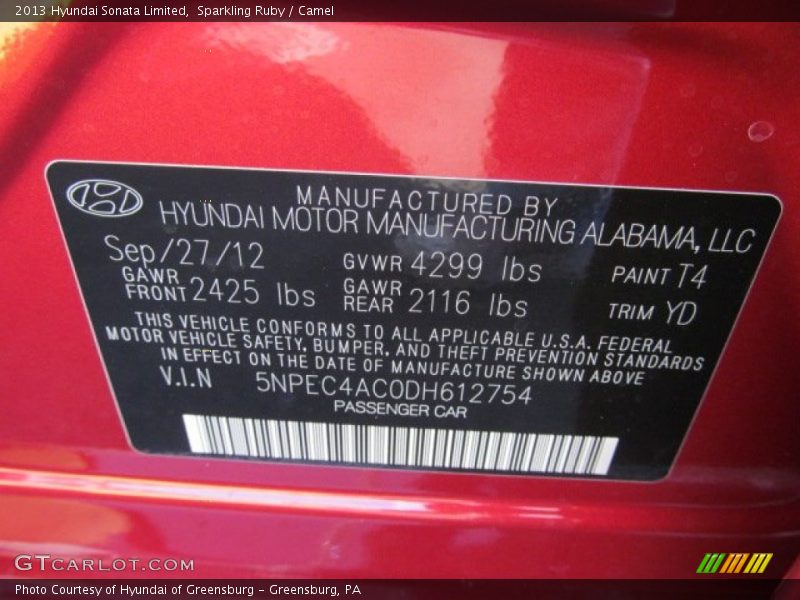 2013 Hyundai Sonata Limited,  Sparkling Ruby / Camel
MANUFACTURED BY
HYUNDAI MOTOR MANUFACTURING ALABAMA, LLC
Sep/27/12 GVWR 4299 lbs PAINT T4
GAWR FRONT 2425 lbs GAWR REAR 2116 lbs TRIM YD
THIS VEHICLE CONFORMS TO ALL APPLICABLE U.S.A. FEDERAL
MOTOR VEHICLE SAFETY, BUMPER, AND THEFT PREVENTION STANDARDS
IN EFFECT ON THE DATE OF MANUFACTURE SHOWN ABOVE
V.I.N 5NPEC4AC0DH612754
PASSENGER CAR
GTCARLOT.COM
Photo Courtesy of Hyundai of Greensburg – Greensburg, PA